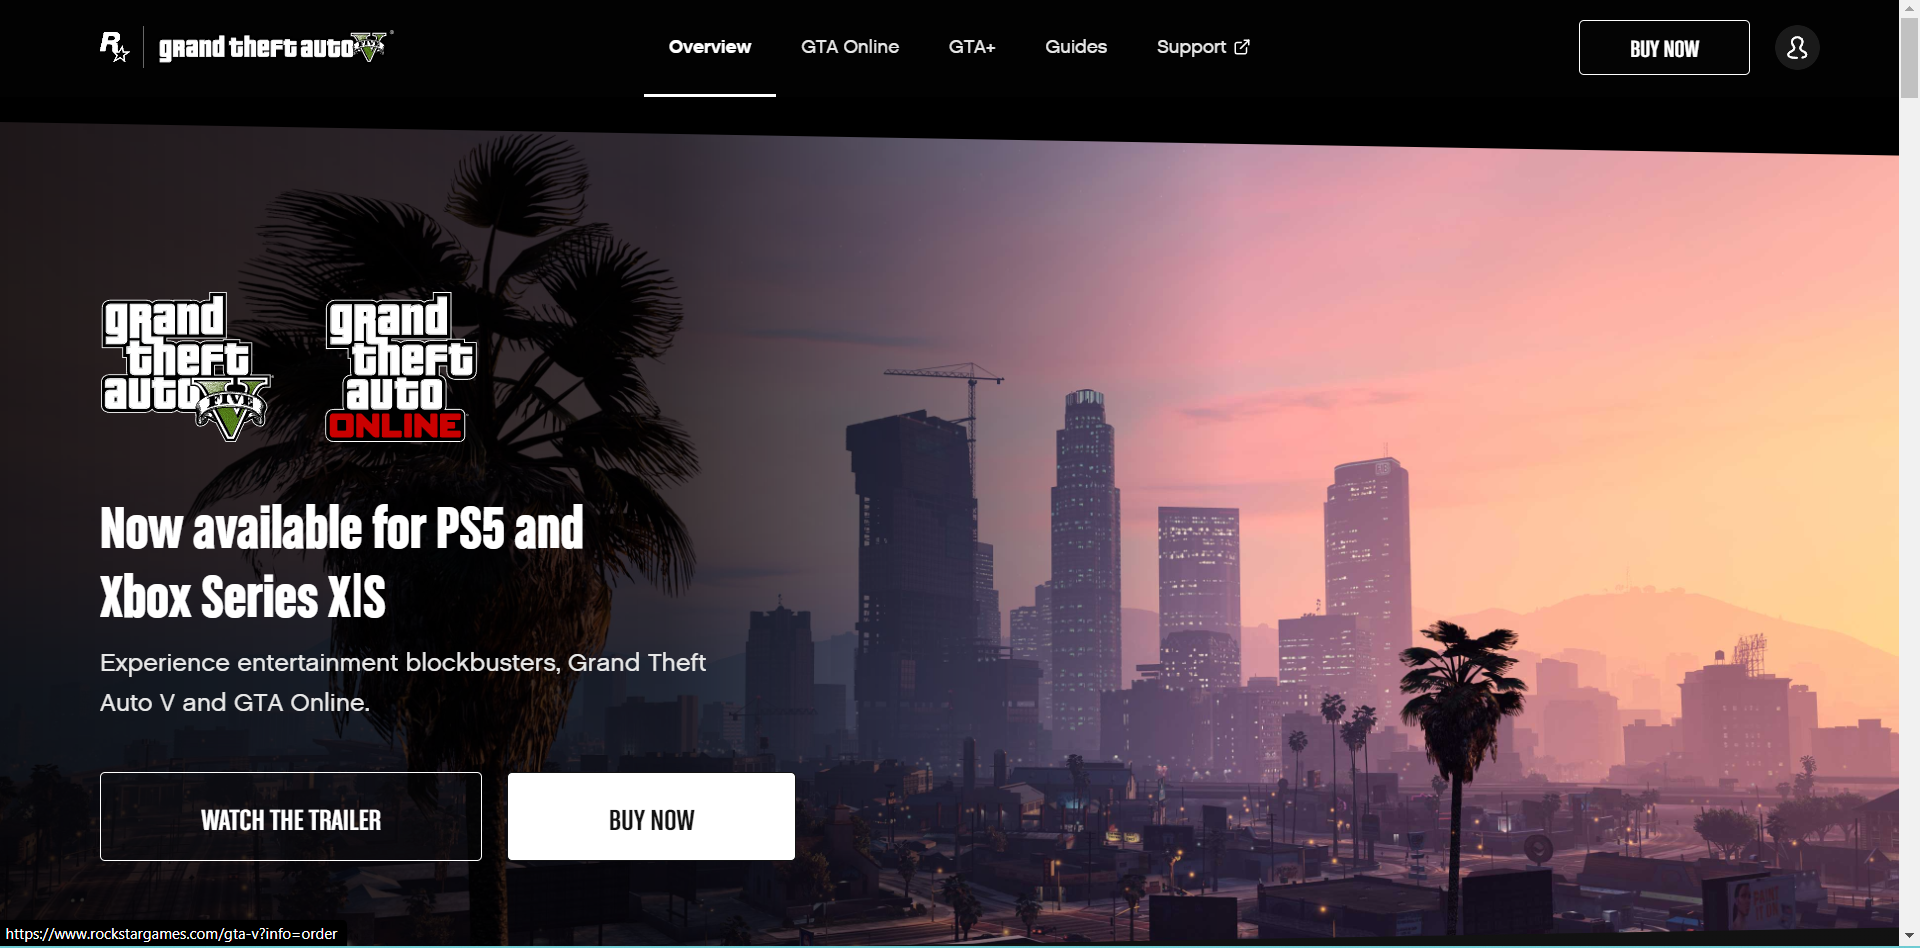 R
grand theft auto V
FIVE
Overview
GTA Online
GTA+
Guides
Support
BUY NOW
grand
theft
auto V
FIVE
grand
theft
auto
ONLINE
Now available for PS5 and
Xbox Series X|S
Experience entertainment blockbusters, Grand Theft
Auto V and GTA Online.
WATCH THE TRAILER
BUY NOW
https://www.rockstargames.com/gta-v?info=order